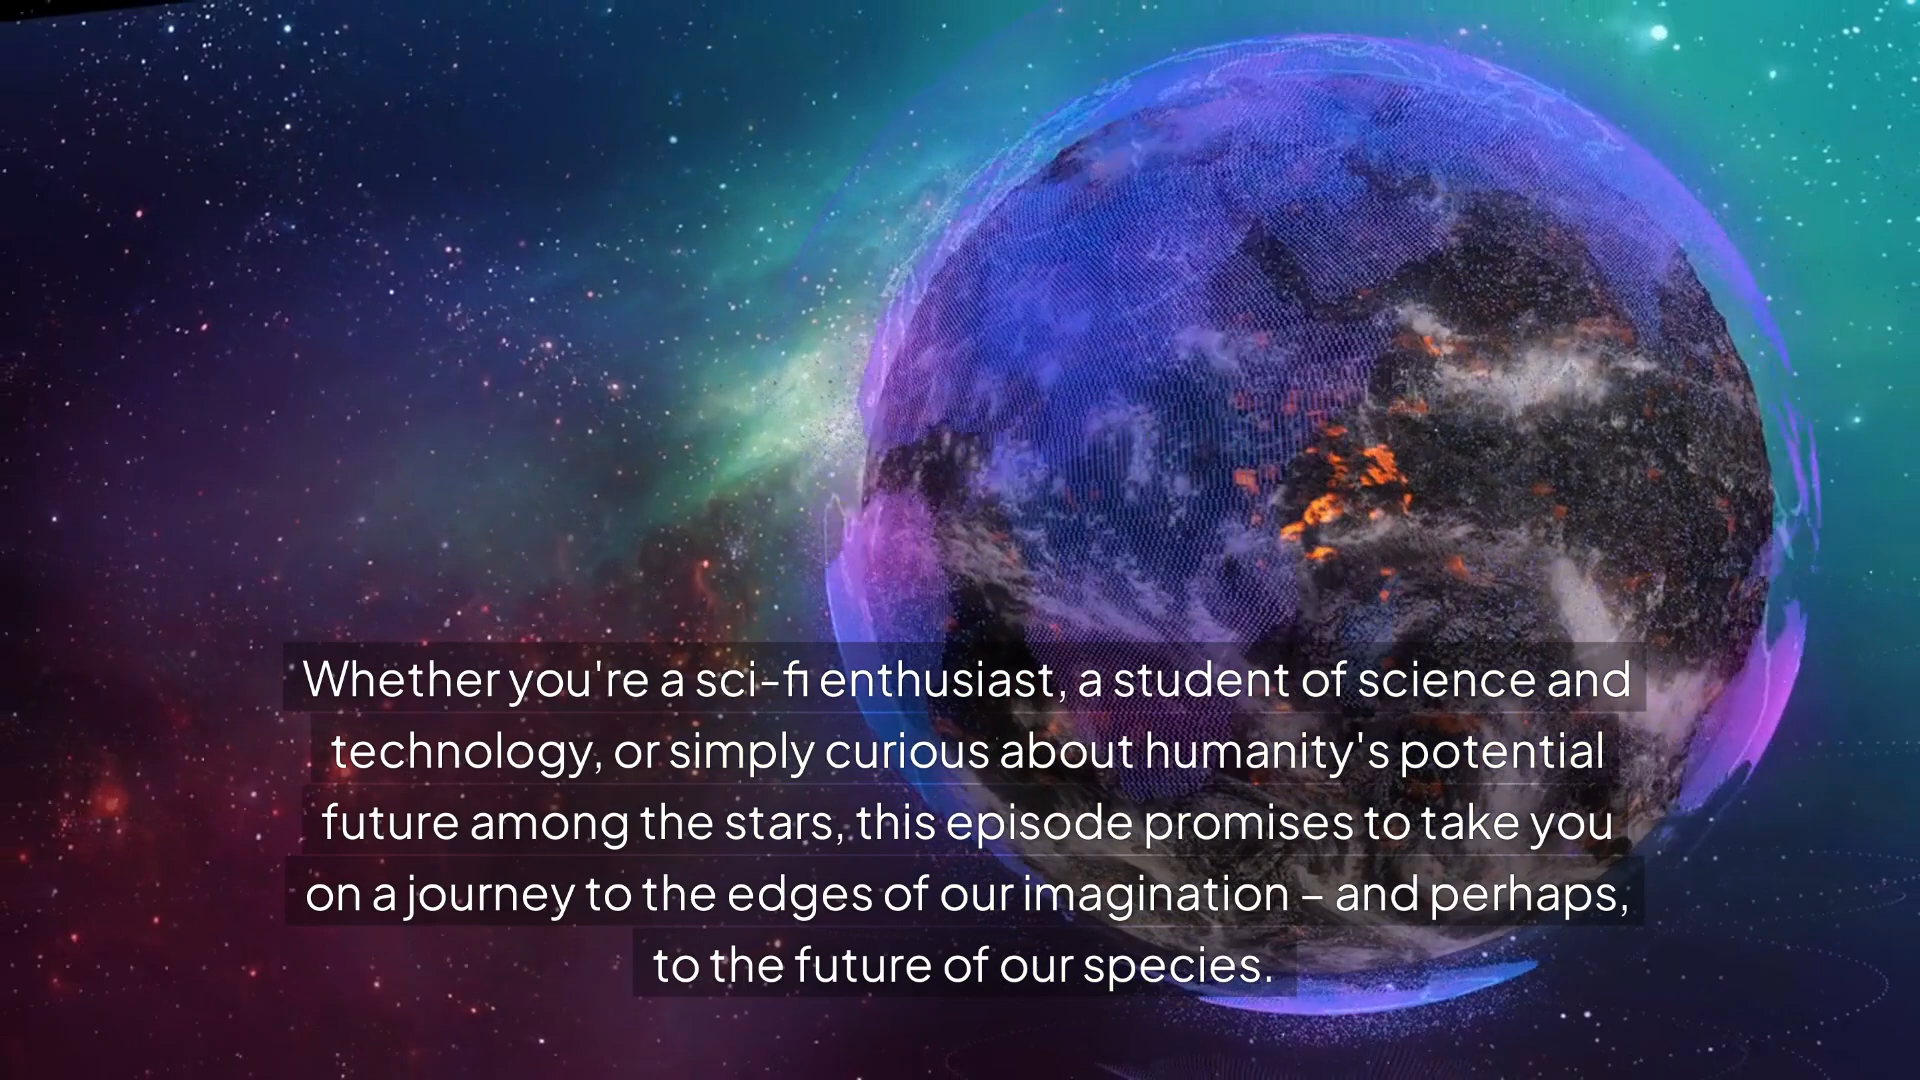 Whether you're a sci-fi enthusiast, a student of science and
technology, or simply curious about humanity's potential
future among the stars, this episode promises to take you
on a journey to the edges of our imagination – and perhaps,
to the future of our species.